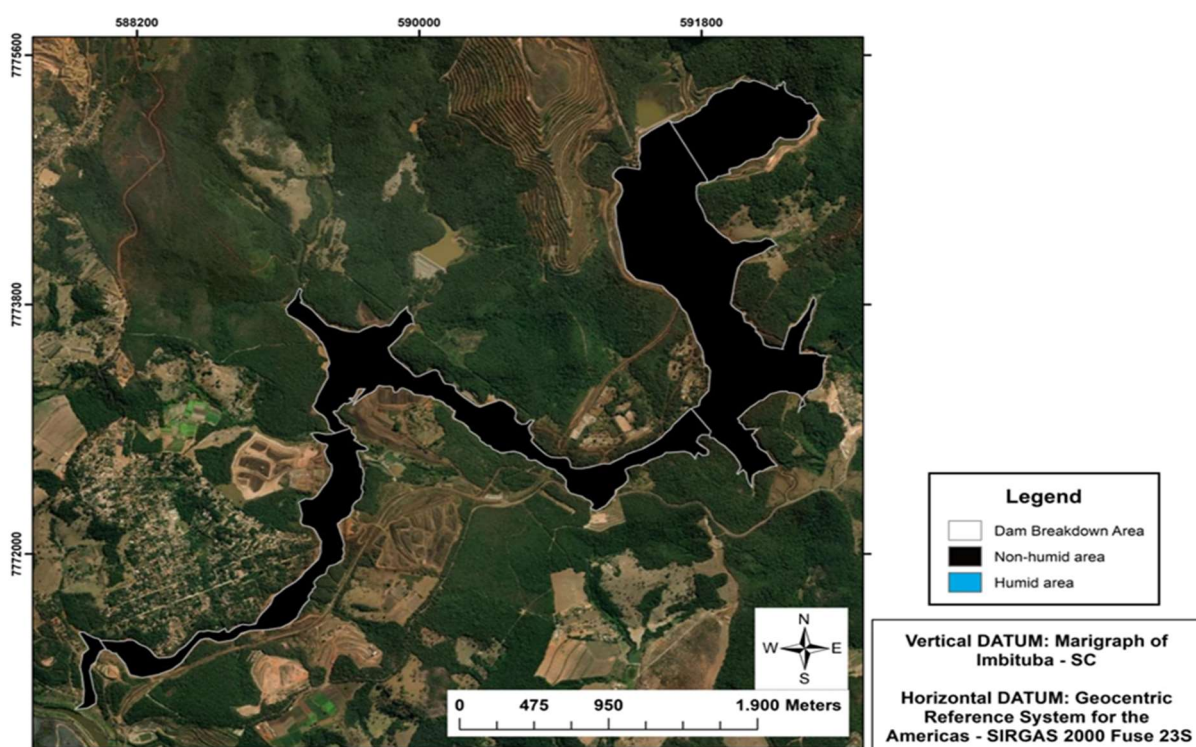 588200 590000 591800
7775600
7773800
7772000
Legend
Dam Breakdown Area
Non-humid area
Humid area
N
W E
S
0 475 950 1.900 Meters
Vertical DATUM: Marigraph of
Imbituba - SC
Horizontal DATUM: Geocentric
Reference System for the
Americas - SIRGAS 2000 Fuse 23S